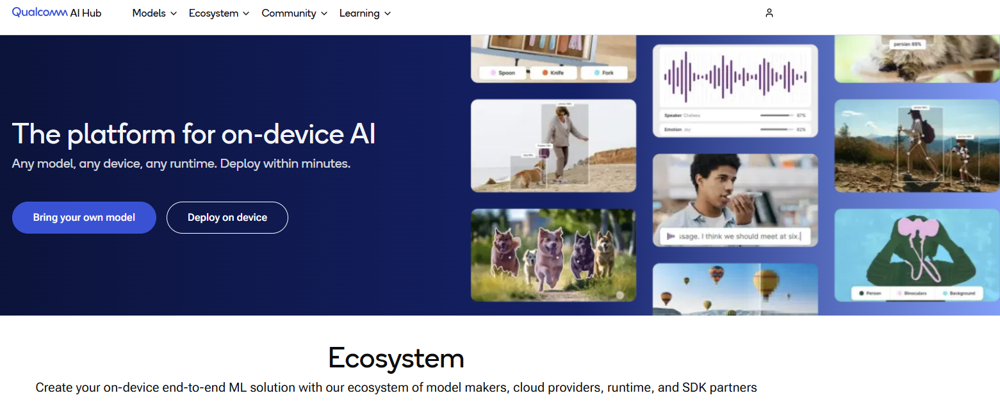 Qualcomm AI Hub
Models
Ecosystem
Community
Learning
The platform for on-device AI
Any model, any device, any runtime. Deploy within minutes.
Bring your own model
Deploy on device
Spoon Knife Fork
Speaker Chelsea 87%
Emotion Joy 82%
ssage. I think we should meet at six.
persian 89%
Person Binoculars Background
Ecosystem
Create your on-device end-to-end ML solution with our ecosystem of model makers, cloud providers, runtime, and SDK partners